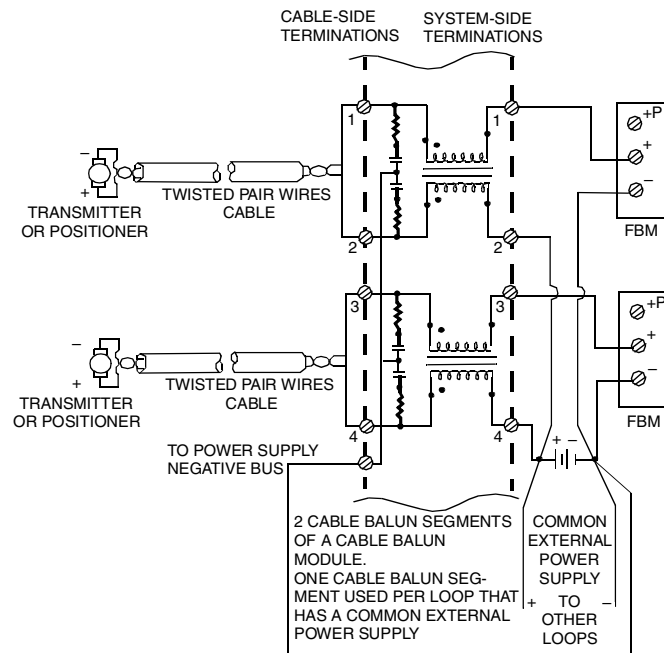 CABLE-SIDE
TERMINATIONS
SYSTEM-SIDE
TERMINATIONS
1
1
+P
+
–
FBM
–
+
TRANSMITTER
OR POSITIONER
TWISTED PAIR WIRES
CABLE
2
2
3
3
+P
+
–
FBM
–
+
TRANSMITTER
OR POSITIONER
TWISTED PAIR WIRES
CABLE
4
4
TO POWER SUPPLY
NEGATIVE BUS
+ –
2 CABLE BALUN SEGMENTS
OF A CABLE BALUN
MODULE.
ONE CABLE BALUN SEG-
MENT USED PER LOOP THAT
HAS A COMMON EXTERNAL
POWER SUPPLY
COMMON
EXTERNAL
POWER
SUPPLY
+ TO –
OTHER
LOOPS